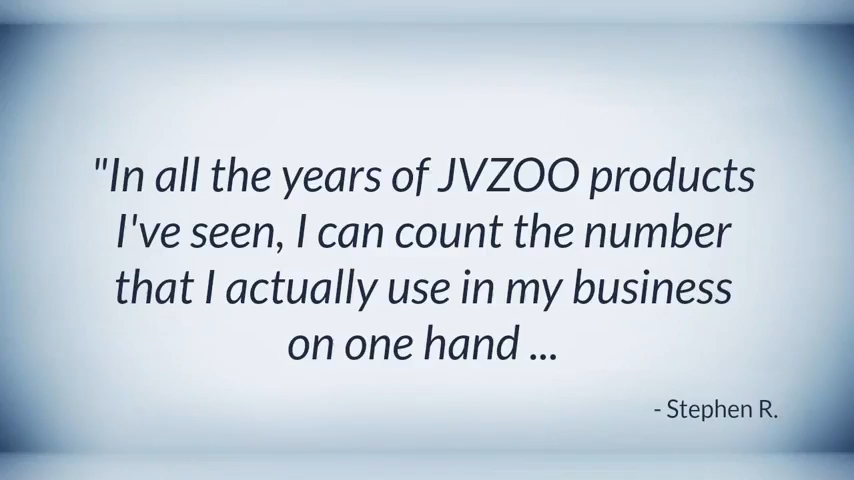 "In all the years of JVZOO products
I've seen, I can count the number
that I actually use in my business
on one hand ...
- Stephen R.